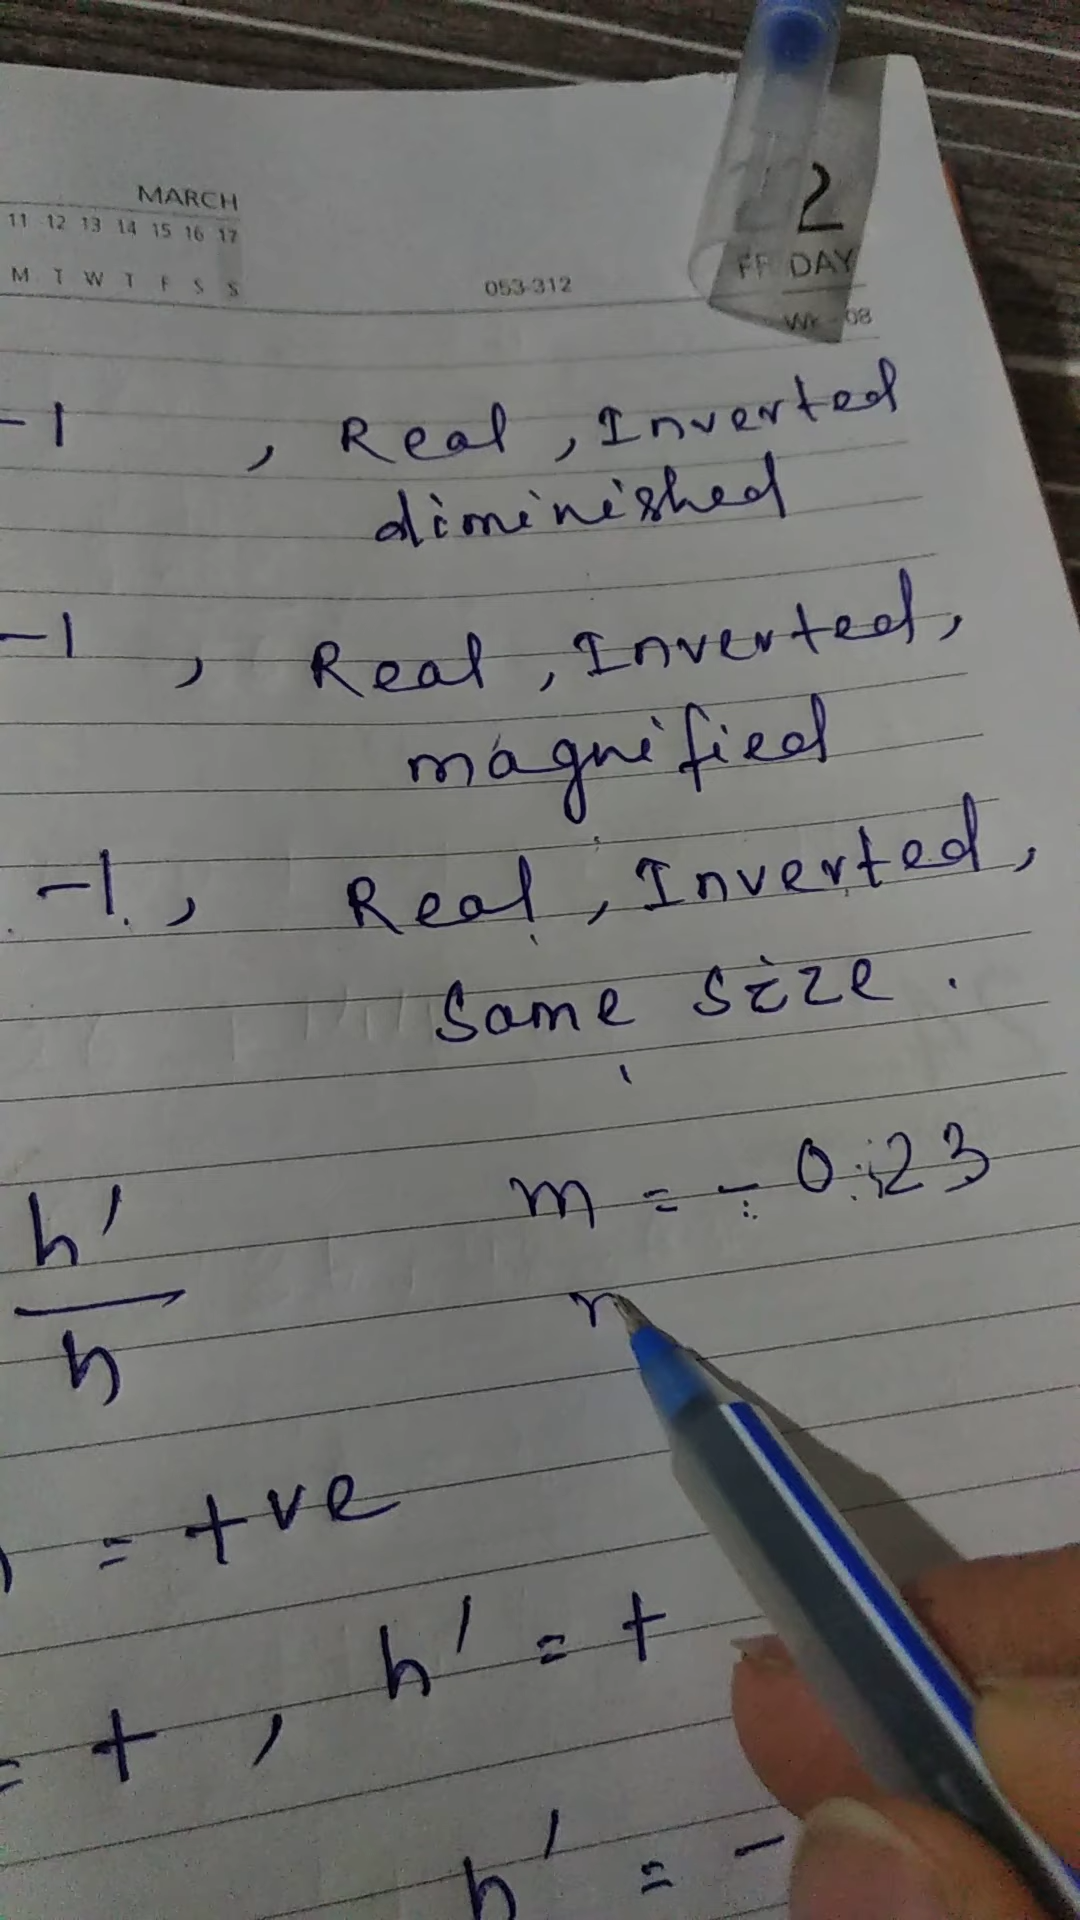 MARCH
11 12 13 14 15 16 17
M T W T F S S
2
FRIDAY
053-312
Wk - 08
-1 , Real , Inverted
diminished
-1 , Real , Inverted,
magnified
-1 , Real , Inverted,
Same size .
h'
h
m = - 0.23
= +ve
= + , h' = +
h' = -